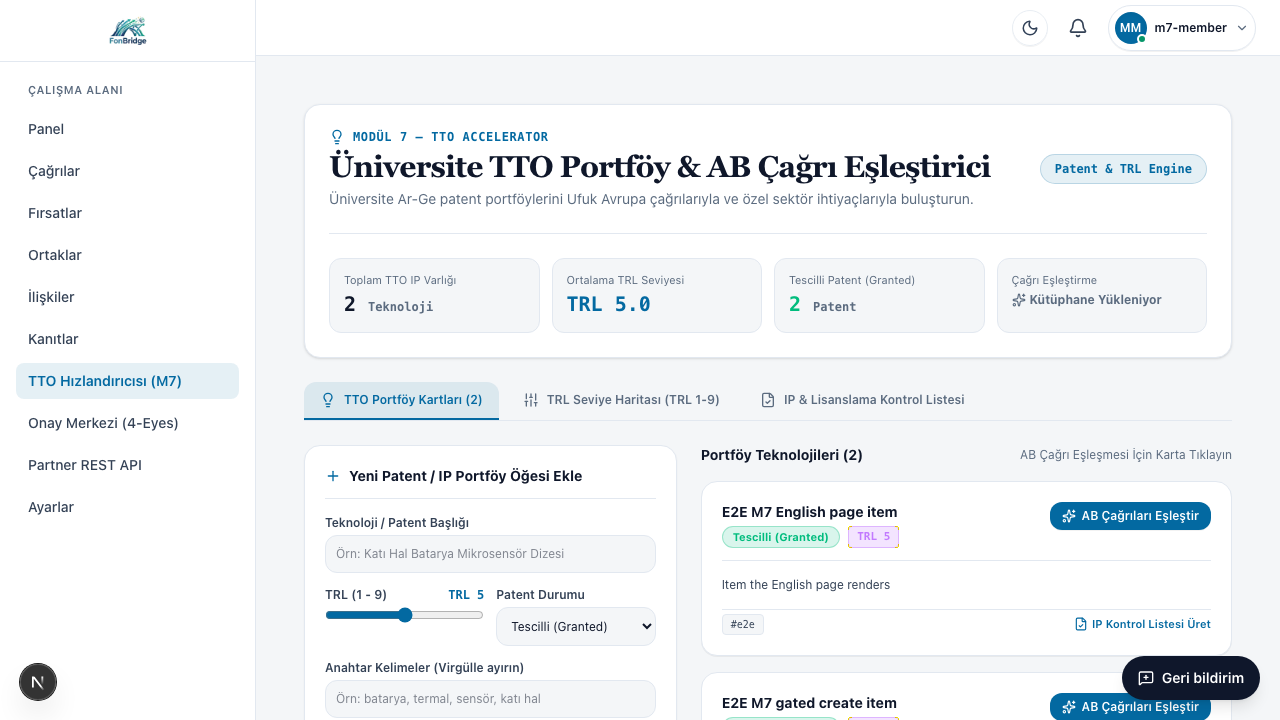 FonBridge
MM
m7-member
ÇALIŞMA ALANI
Panel
Çağrılar
Fırsatlar
Ortaklar
İlişkiler
Kanıtlar
TTO Hızlandırıcısı (M7)
Onay Merkezi (4-Eyes)
Partner REST API
Ayarlar
N
MODÜL 7 — TTO ACCELERATOR
Üniversite TTO Portföy & AB Çağrı Eşleştirici
Patent & TRL Engine
Üniversite Ar-Ge patent portföylerini Ufuk Avrupa çağrılarıyla ve özel sektör ihtiyaçlarıyla buluşturun.
Toplam TTO IP Varlığı
2 Teknoloji
Ortalama TRL Seviyesi
TRL 5.0
Tescilli Patent (Granted)
2 Patent
Çağrı Eşleştirme
Kütüphane Yükleniyor
TTO Portföy Kartları (2)
TRL Seviye Haritası (TRL 1-9)
IP & Lisanslama Kontrol Listesi
Yeni Patent / IP Portföy Öğesi Ekle
Teknoloji / Patent Başlığı
Örn: Katı Hal Batarya Mikrosensör Dizesi
TRL (1 - 9)
TRL 5
Patent Durumu
Tescilli (Granted)
Anahtar Kelimeler (Virgülle ayırın)
Örn: batarya, termal, sensör, katı hal
Portföy Teknolojileri (2)
AB Çağrı Eşleşmesi İçin Karta Tıklayın
E2E M7 English page item
AB Çağrıları Eşleştir
Tescilli (Granted)
TRL 5
Item the English page renders
#e2e
IP Kontrol Listesi Üret
E2E M7 gated create item
AB Çağrıları Eşleştir
Geri bildirim